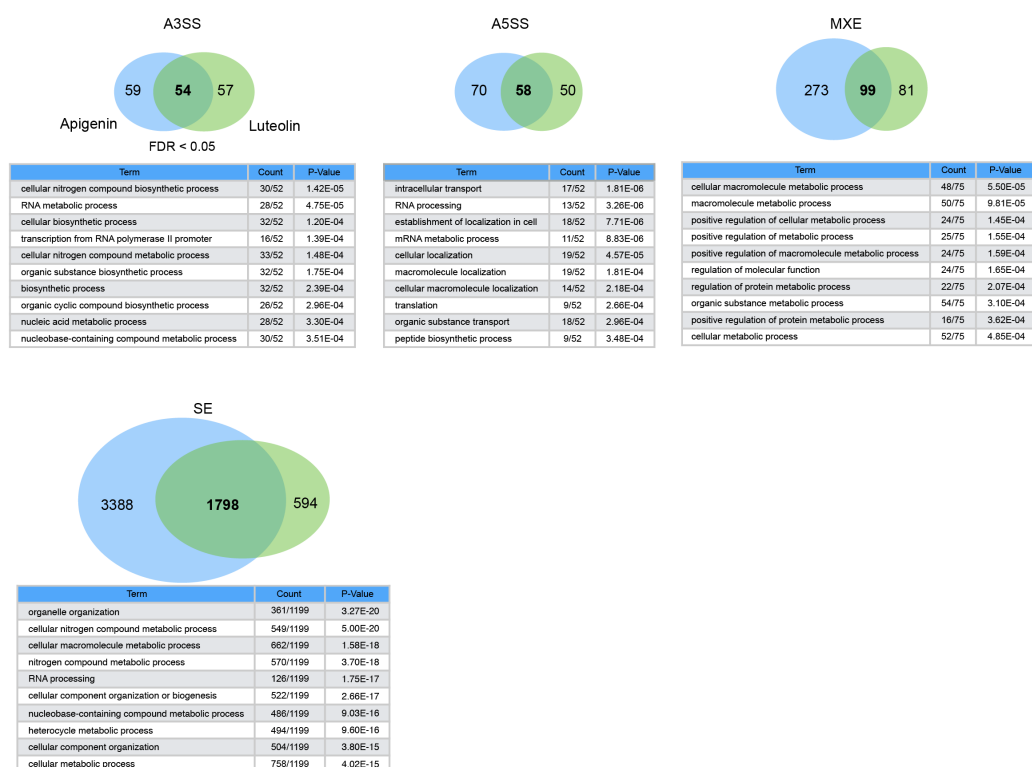 A3SS
59 54 57
Apigenin Luteolin
FDR < 0.05
Term Count P-Value
cellular nitrogen compound biosynthetic process 30/52 1.42E-05
RNA metabolic process 28/52 4.75E-05
cellular biosynthetic process 32/52 1.20E-04
transcription from RNA polymerase II promoter 16/52 1.39E-04
cellular nitrogen compound metabolic process 33/52 1.48E-04
organic substance biosynthetic process 32/52 1.75E-04
biosynthetic process 32/52 2.39E-04
organic cyclic compound biosynthetic process 26/52 2.96E-04
nucleic acid metabolic process 28/52 3.30E-04
nucleobase-containing compound metabolic process 30/52 3.51E-04
A5SS
70 58 50
Term Count P-Value
intracellular transport 17/52 1.81E-06
RNA processing 13/52 3.26E-06
establishment of localization in cell 18/52 7.71E-06
mRNA metabolic process 11/52 8.83E-06
cellular localization 19/52 4.57E-05
macromolecule localization 19/52 1.81E-04
cellular macromolecule localization 14/52 2.18E-04
translation 9/52 2.66E-04
organic substance transport 18/52 2.96E-04
peptide biosynthetic process 9/52 3.48E-04
MXE
273 99 81
Term Count P-Value
cellular macromolecule metabolic process 48/75 5.50E-05
macromolecule metabolic process 50/75 9.81E-05
positive regulation of cellular metabolic process 24/75 1.45E-04
positive regulation of metabolic process 25/75 1.55E-04
positive regulation of macromolecule metabolic process 24/75 1.59E-04
regulation of molecular function 24/75 1.65E-04
regulation of protein metabolic process 22/75 2.07E-04
organic substance metabolic process 54/75 3.10E-04
positive regulation of protein metabolic process 16/75 3.62E-04
cellular metabolic process 52/75 4.85E-04
SE
3388 1798 594
Term Count P-Value
organelle organization 361/1199 3.27E-20
cellular nitrogen compound metabolic process 549/1199 5.00E-20
cellular macromolecule metabolic process 662/1199 1.58E-18
nitrogen compound metabolic process 570/1199 3.70E-18
RNA processing 126/1199 1.75E-17
cellular component organization or biogenesis 522/1199 2.66E-17
nucleobase-containing compound metabolic process 486/1199 9.03E-16
heterocycle metabolic process 494/1199 9.60E-16
cellular component organization 504/1199 3.80E-15
cellular metabolic process 758/1199 4.02E-15